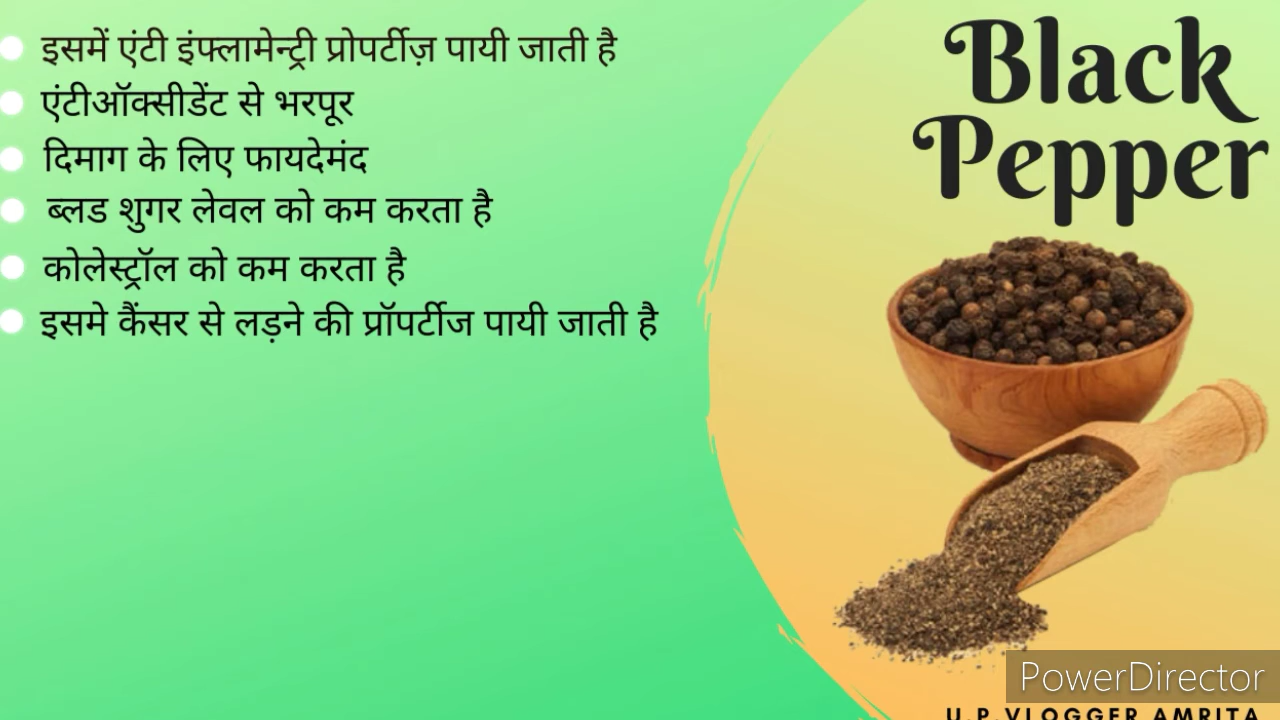 इसमें एंटी इंफ्लामेन्ट्री प्रोपर्टीज़ पायी जाती है
एंटीऑक्सीडेंट से भरपूर
दिमाग के लिए फायदेमंद
ब्लड शुगर लेवल को कम करता है
कोलेस्ट्रॉल को कम करता है
इसमे कैंसर से लड़ने की प्रॉपर्टीज पायी जाती है
Black
Pepper
PowerDirector
U.P.VLOGGER AMRITA